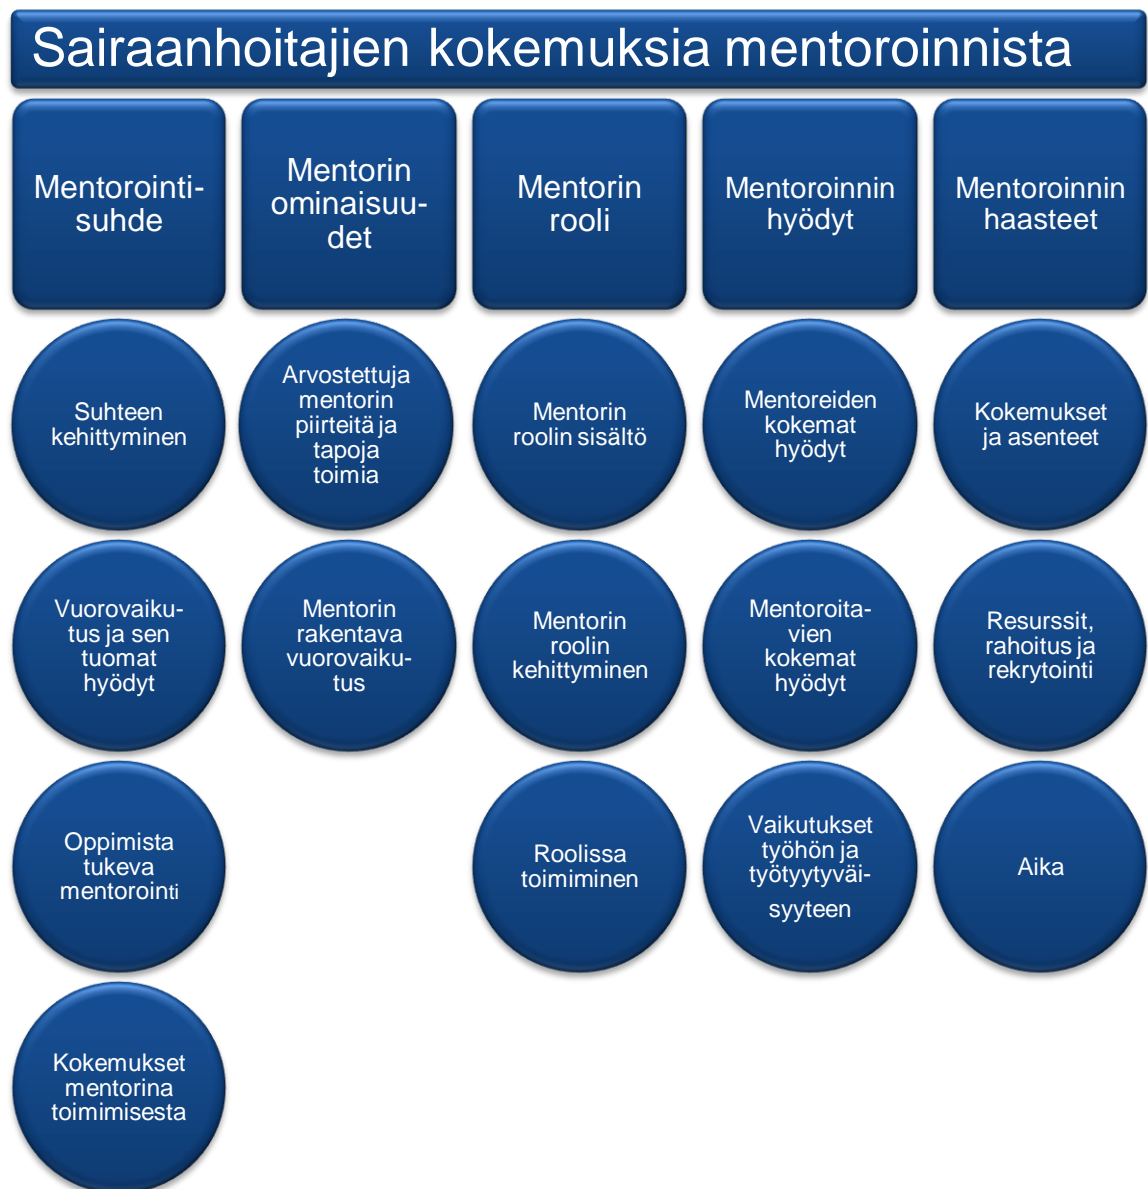 Sairaanhoitajien kokemuksia mentoroinnista
Mentorointi-
suhde
Mentorin
ominaisuu-
det
Mentorin
rooli
Mentoroinnin
hyödyt
Mentoroinnin
haasteet
Suhteen
kehittyminen
Arvostettuja
mentorin
piirteitä ja
tapoja
toimia
Mentorin
roolin sisältö
Mentoreiden
kokemat
hyödyt
Kokemukset
ja asenteet
Vuorovaiku-
tus ja sen
tuomat
hyödyt
Mentorin
rakentava
vuorovaiku-
tus
Mentorin
roolin
kehittyminen
Mentoroita-
vien
kokemat
hyödyt
Resurssit,
rahoitus ja
rekrytointi
Oppimista
tukeva
mentorointi
Roolissa
toimiminen
Vaikutukset
työhön ja
työtyytyväi-
syyteen
Aika
Kokemukset
mentorina
toimimisesta